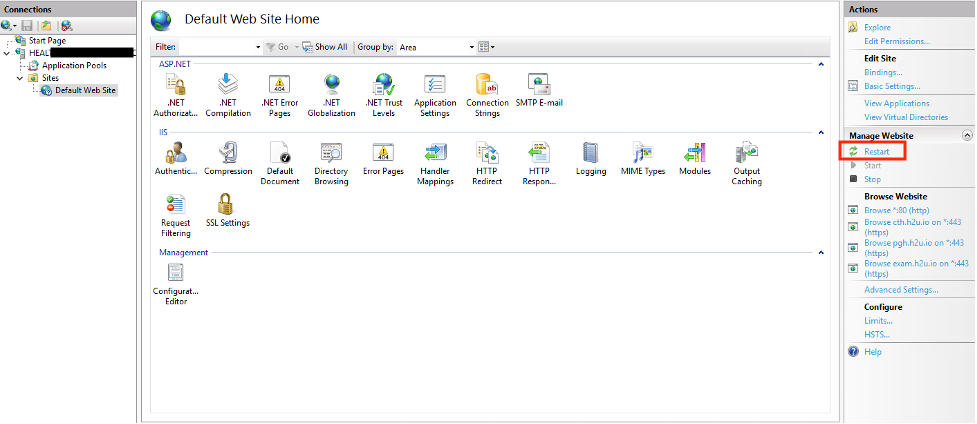 Connections
Start Page
HEAL
Application Pools
Sites
Default Web Site
Default Web Site Home
Filter:
Go
Show All
Group by:
Area
ASP.NET
.NET Authorizat...
.NET Compilation
.NET Error Pages
.NET Globalization
.NET Trust Levels
Application Settings
Connection Strings
SMTP E-mail
IIS
Authentic...
Compression
Default Document
Directory Browsing
Error Pages
Handler Mappings
HTTP Redirect
HTTP Respon...
Logging
MIME Types
Modules
Output Caching
Request Filtering
SSL Settings
Management
Configurat... Editor
Actions
Explore
Edit Permissions...
Edit Site
Bindings...
Basic Settings...
View Applications
View Virtual Directories
Manage Website
Restart
Start
Stop
Browse Website
Browse *:80 (http)
Browse cth.h2u.io on *:443
(https)
Browse pgh.h2u.io on *:443
(https)
Browse exam.h2u.io on *:443
(https)
Advanced Settings...
Configure
Limits...
HSTS...
Help